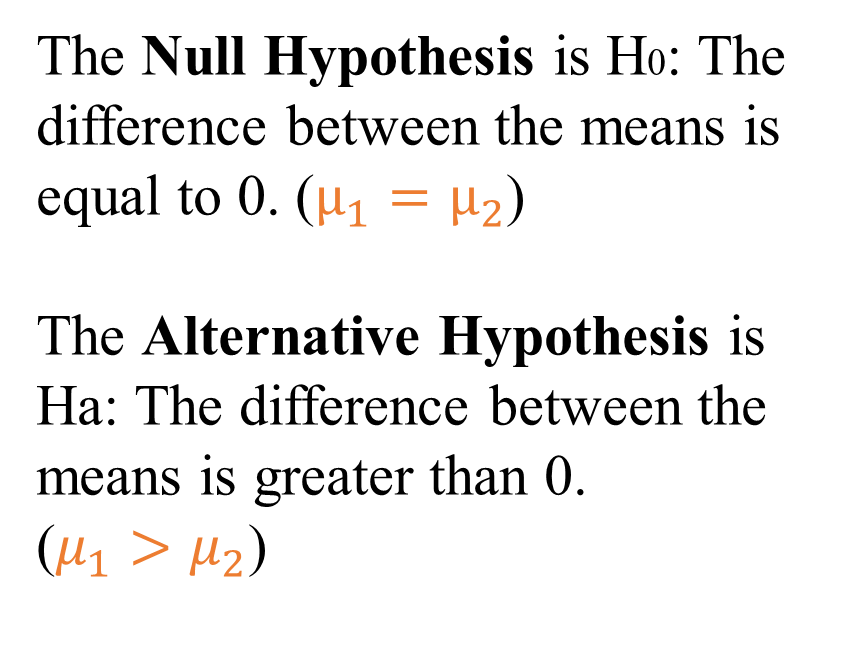 The Null Hypothesis is H0: The
difference between the means is
equal to 0. (μ₁ = μ₂)
The Alternative Hypothesis is
Ha: The difference between the
means is greater than 0.
(𝜇₁ > 𝜇₂)